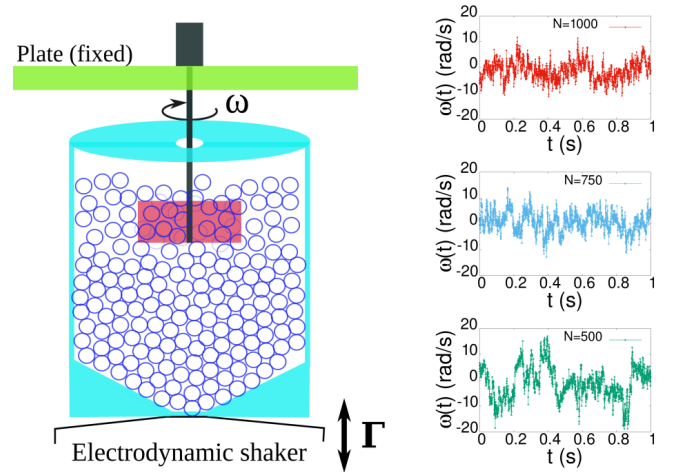 Plate (fixed)
ω
Electrodynamic shaker
Γ
N=1000
ω(t) (rad/s)
20
10
0
-10
-20
0 0.2 0.4 0.6 0.8 1
t (s)
N=750
ω(t) (rad/s)
20
10
0
-10
-20
0 0.2 0.4 0.6 0.8 1
t (s)
N=500
ω(t) (rad/s)
20
10
0
-10
-20
0 0.2 0.4 0.6 0.8 1
t (s)